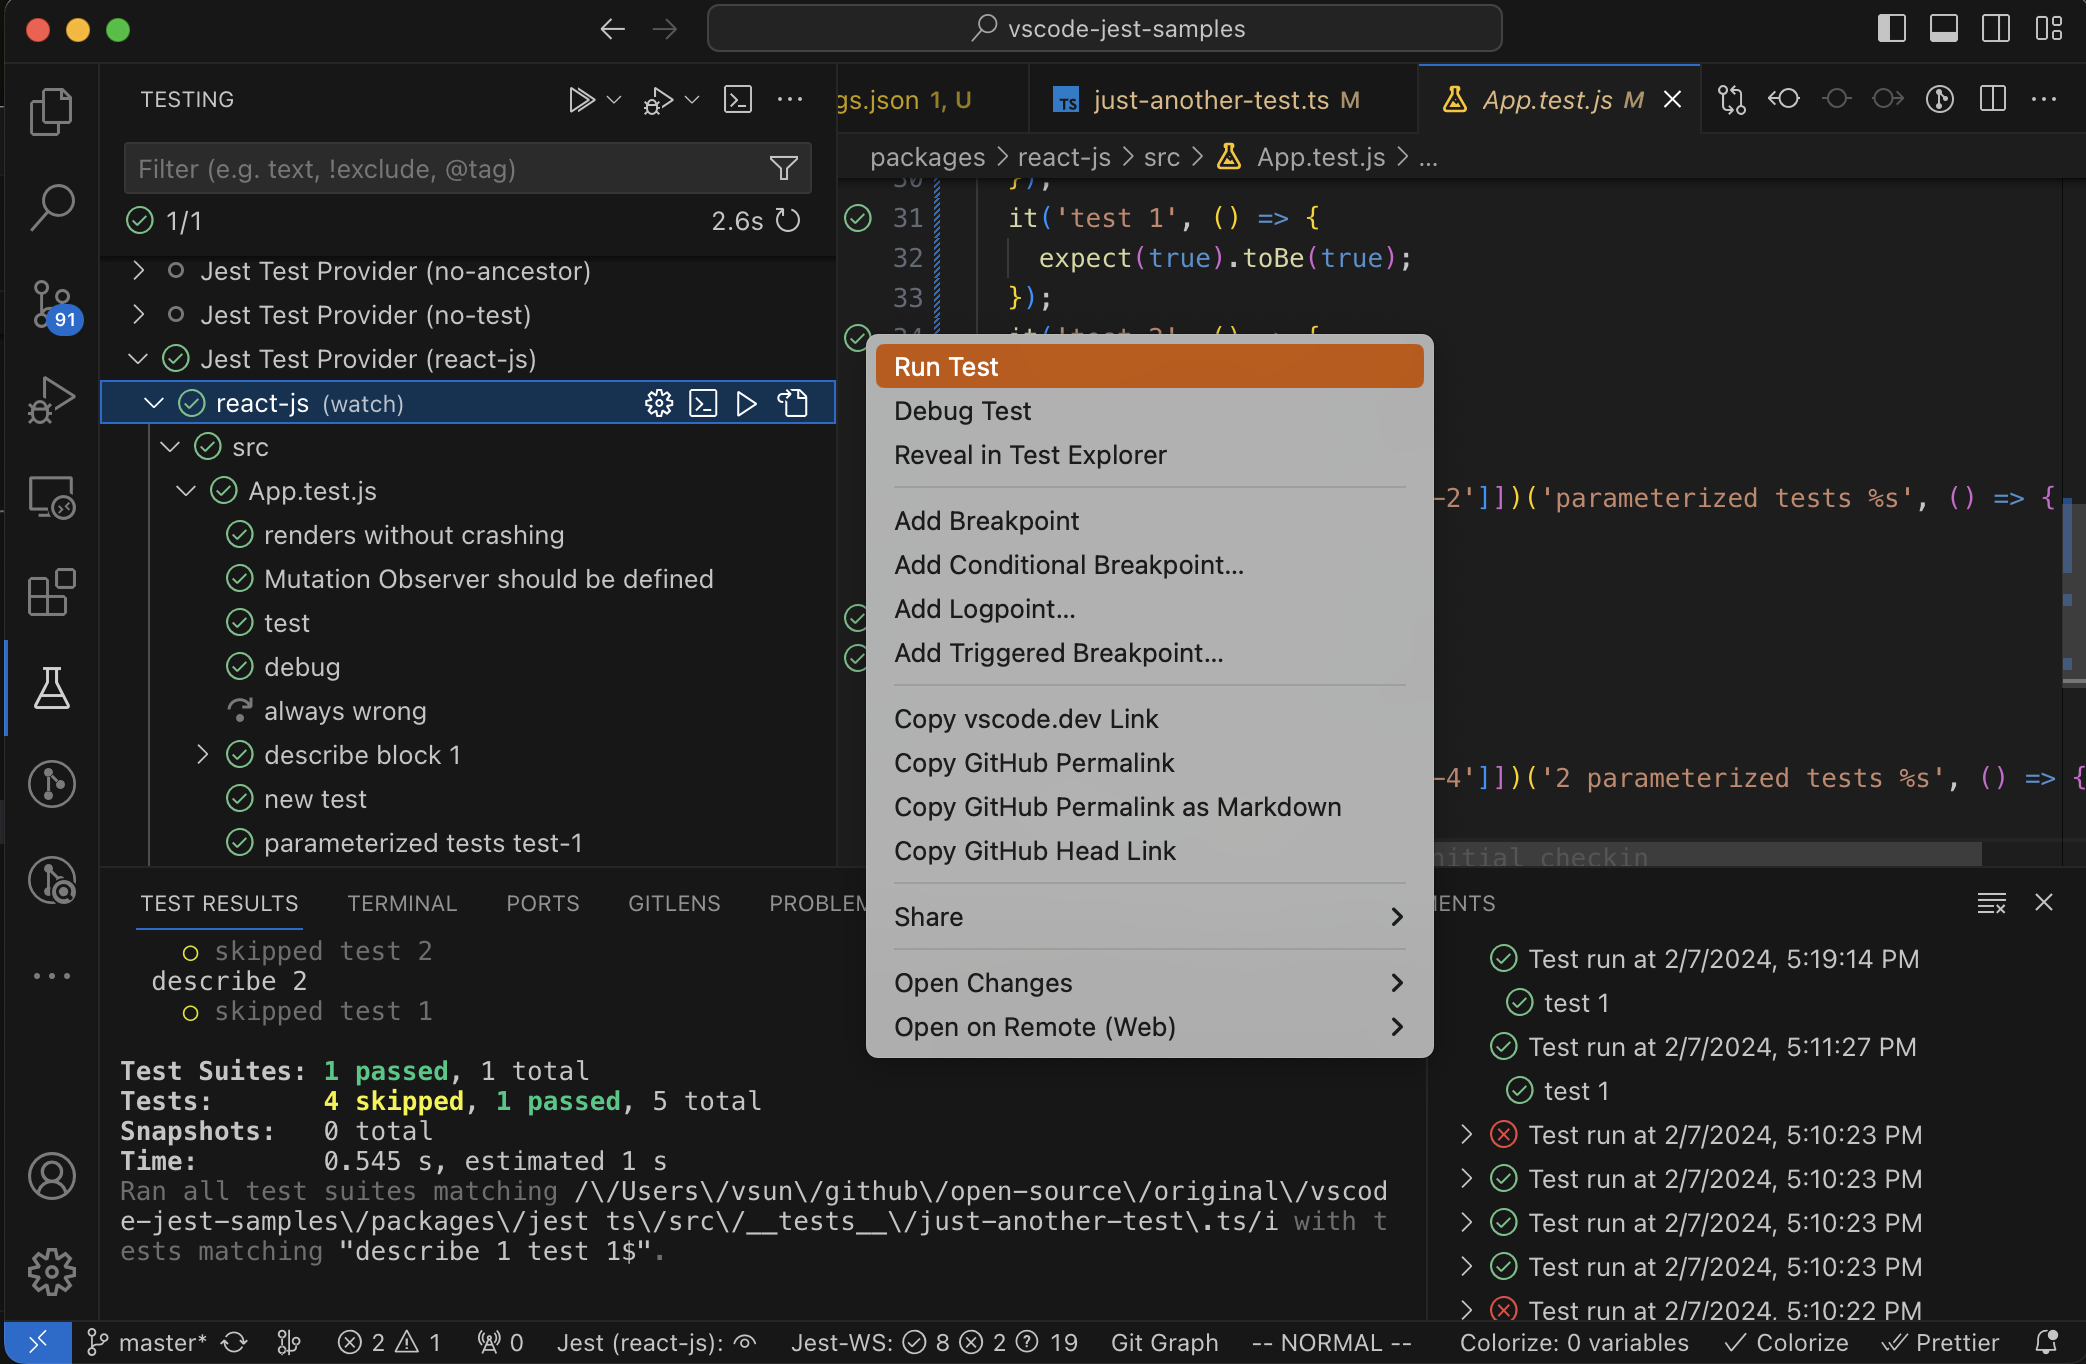 vscode-jest-samples
TESTING
Filter (e.g. text, !exclude, @tag)
1/1
2.6s
Jest Test Provider (no-ancestor)
Jest Test Provider (no-test)
Jest Test Provider (react-js)
react-js (watch)
src
App.test.js
renders without crashing
Mutation Observer should be defined
test
debug
always wrong
describe block 1
new test
parameterized tests test-1
91
gs.json 1, U
TS just-another-test.ts M
App.test.js M
packages > react-js > src > App.test.js > ...
30 });
31 it('test 1', () => {
32 expect(true).toBe(true);
33 });
34 it('test 2', () => {
-2']])('parameterized tests %s', () => {
-4']])('2 parameterized tests %s', () => {
nitial checkin
Run Test
Debug Test
Reveal in Test Explorer
Add Breakpoint
Add Conditional Breakpoint...
Add Logpoint...
Add Triggered Breakpoint...
Copy vscode.dev Link
Copy GitHub Permalink
Copy GitHub Permalink as Markdown
Copy GitHub Head Link
Share
Open Changes
Open on Remote (Web)
TEST RESULTS TERMINAL PORTS GITLENS PROBLEM
ENTS
skipped test 2
describe 2
skipped test 1
Test Suites: 1 passed, 1 total
Tests: 4 skipped, 1 passed, 5 total
Snapshots: 0 total
Time: 0.545 s, estimated 1 s
Ran all test suites matching /\/Users\/vsun\/github\/open-source\/original\/vscod
e-jest-samples\/packages\/jest ts\/src\/__tests__\/just-another-test\.ts/i with t
ests matching "describe 1 test 1$".
Test run at 2/7/2024, 5:19:14 PM
test 1
Test run at 2/7/2024, 5:11:27 PM
test 1
Test run at 2/7/2024, 5:10:23 PM
Test run at 2/7/2024, 5:10:23 PM
Test run at 2/7/2024, 5:10:23 PM
Test run at 2/7/2024, 5:10:23 PM
Test run at 2/7/2024, 5:10:22 PM
master* 2 1 0 Jest (react-js): Jest-WS: 8 2 19 Git Graph -- NORMAL -- Colorize: 0 variables Colorize Prettier